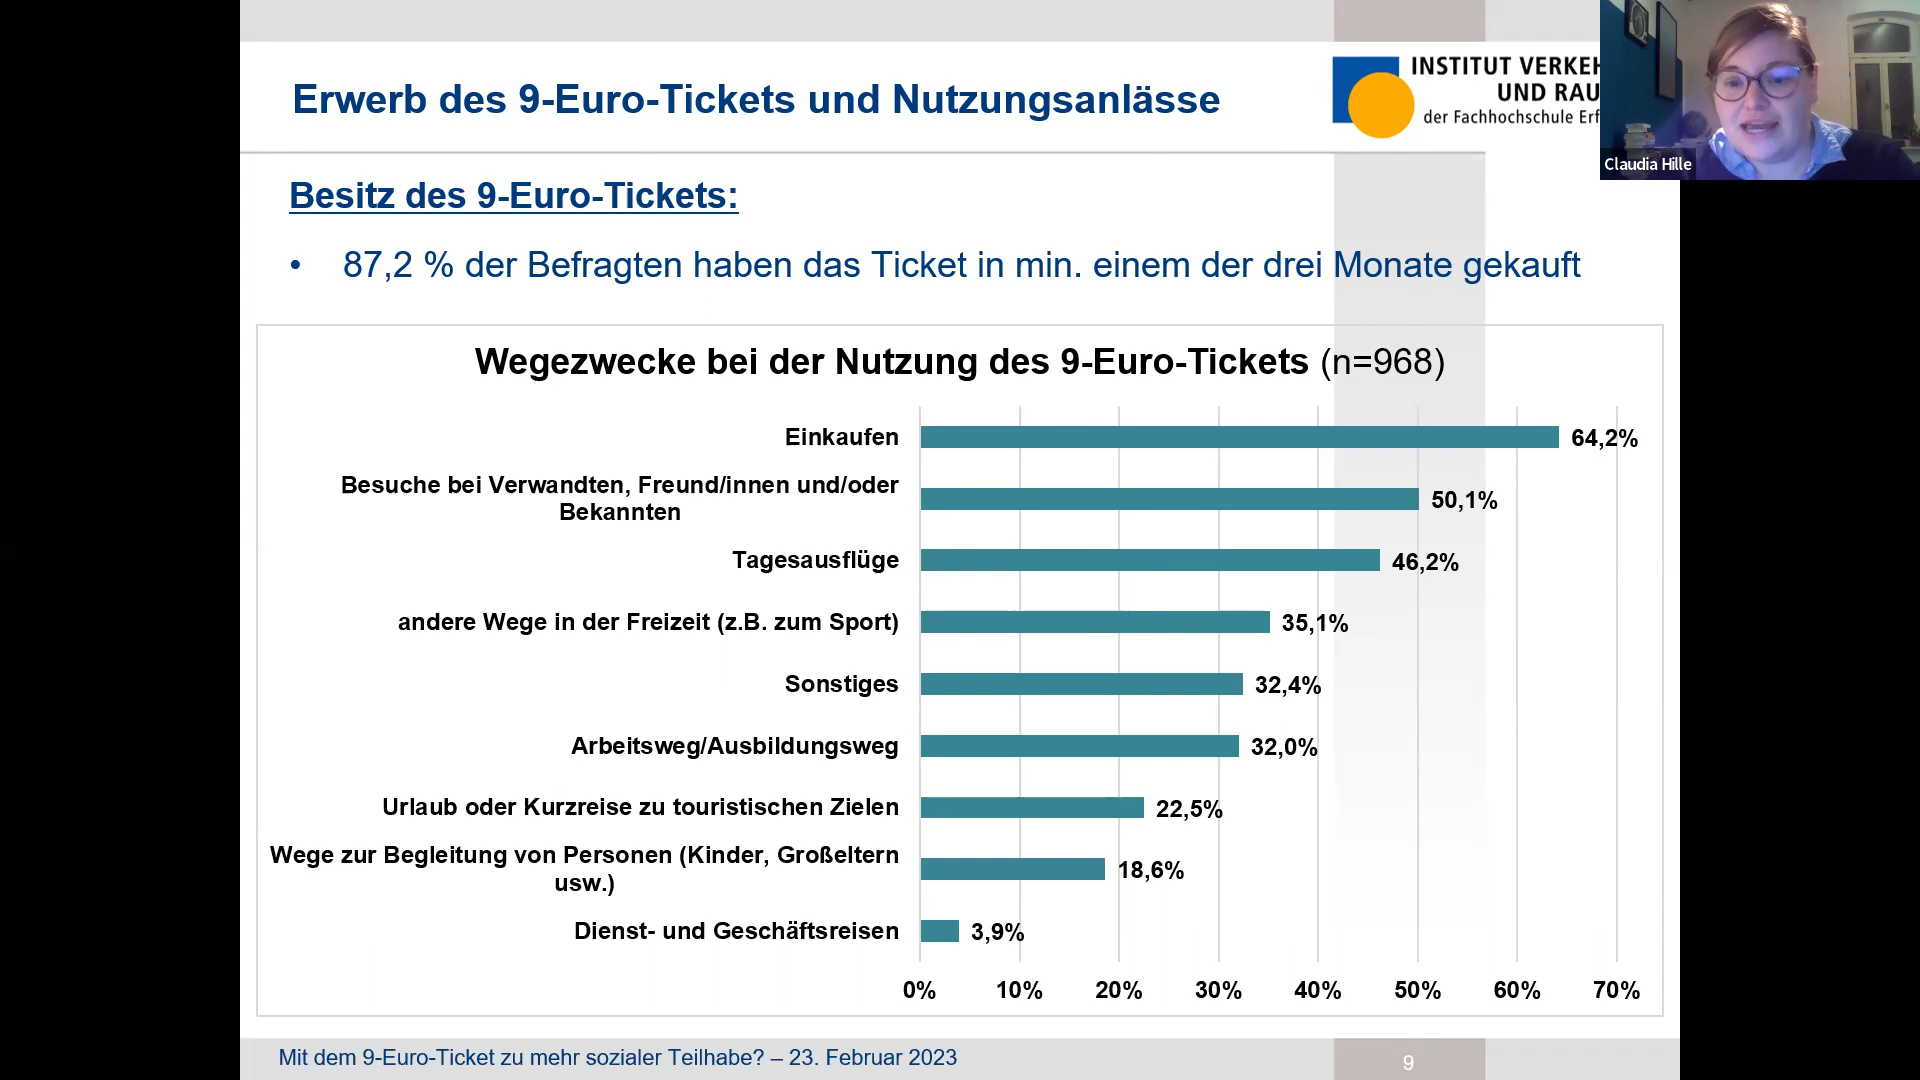 Erwerb des 9-Euro-Tickets und Nutzungsanlässe
INSTITUT VERKEH
UND RAU
der Fachhochschule Erf
Claudia Hille
Besitz des 9-Euro-Tickets:
• 87,2 % der Befragten haben das Ticket in min. einem der drei Monate gekauft
Wegezwecke bei der Nutzung des 9-Euro-Tickets (n=968)
Einkaufen 64,2%
Besuche bei Verwandten, Freund/innen und/oder
Bekannten 50,1%
Tagesausflüge 46,2%
andere Wege in der Freizeit (z.B. zum Sport) 35,1%
Sonstiges 32,4%
Arbeitsweg/Ausbildungsweg 32,0%
Urlaub oder Kurzreise zu touristischen Zielen 22,5%
Wege zur Begleitung von Personen (Kinder, Großeltern
usw.) 18,6%
Dienst- und Geschäftsreisen 3,9%
0% 10% 20% 30% 40% 50% 60% 70%
Mit dem 9-Euro-Ticket zu mehr sozialer Teilhabe? – 23. Februar 2023
9